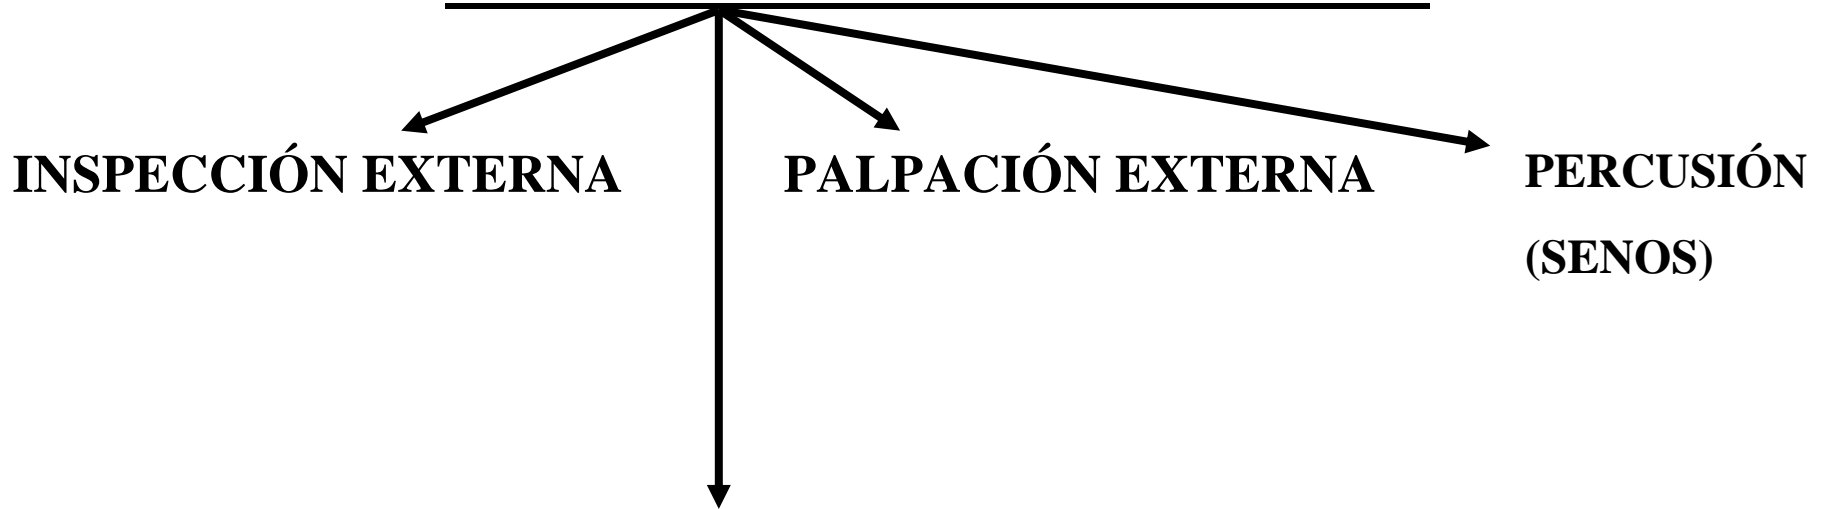 INSPECCIÓN EXTERNA
PALPACIÓN EXTERNA
PERCUSIÓN
(SENOS)